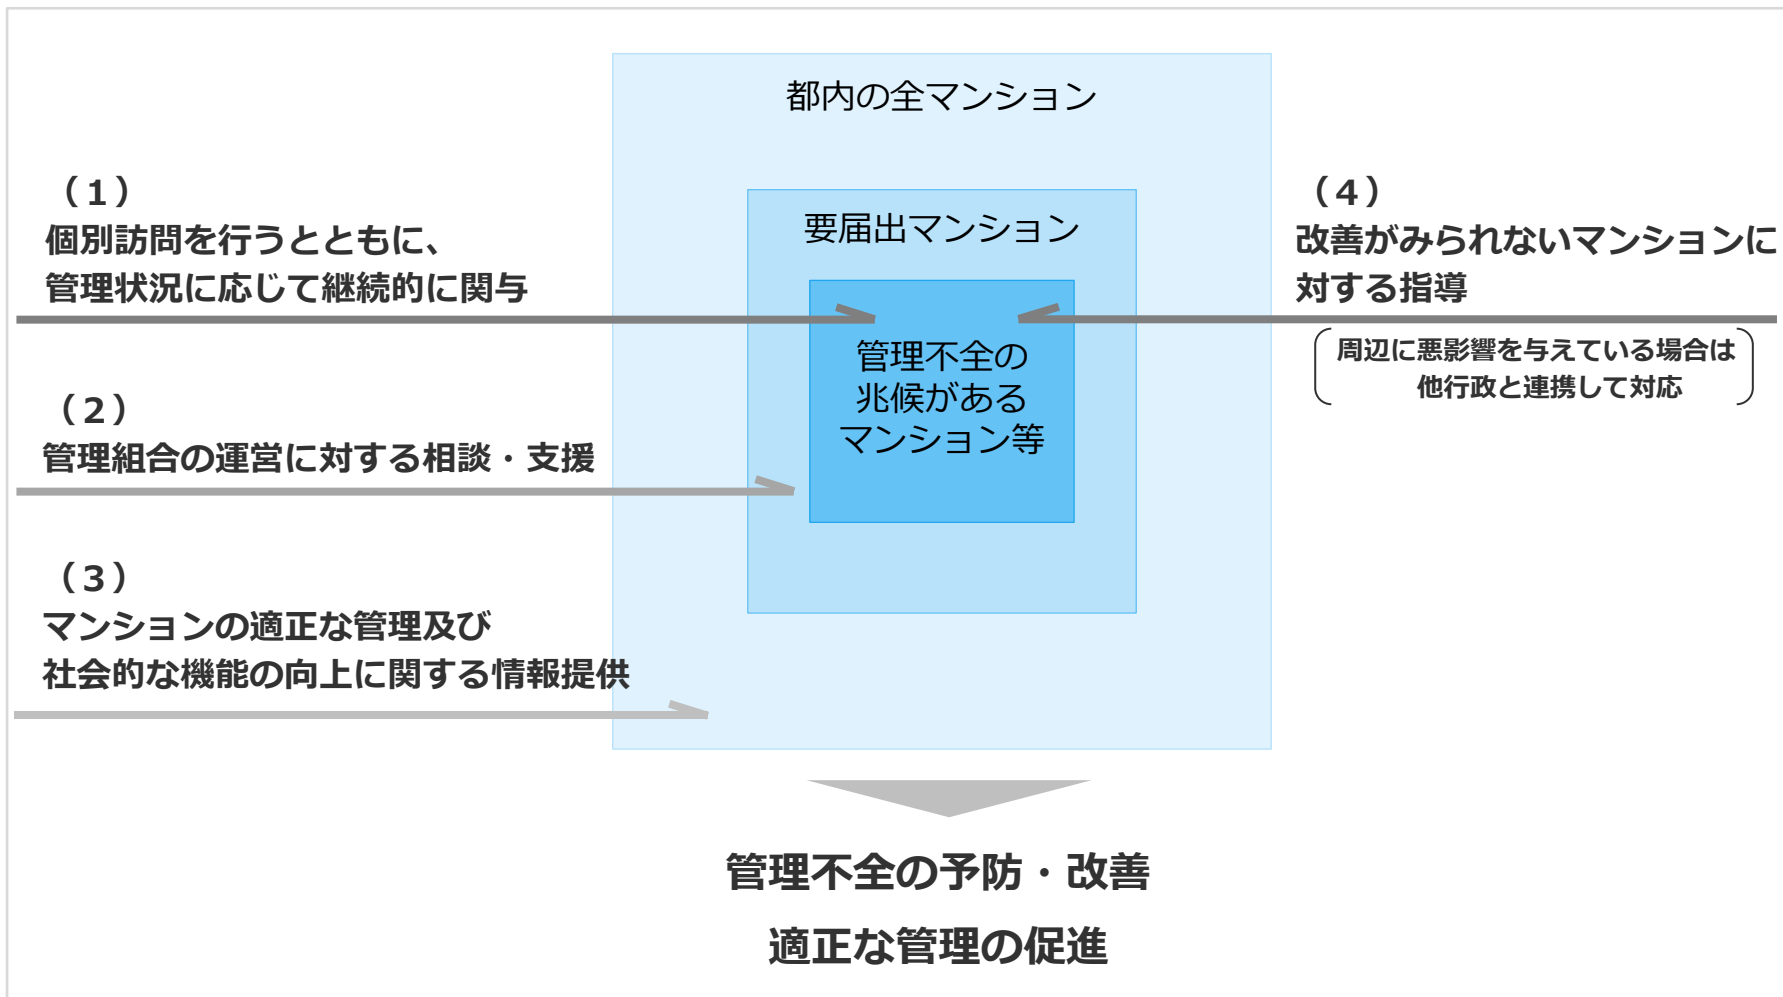 都内の全マンション
（1）
個別訪問を行うとともに、
管理状況に応じて継続的に関与
要届出マンション
（4）
改善がみられないマンションに
対する指導
周辺に悪影響を与えている場合は
他行政と連携して対応
管理不全の
兆候がある
マンション等
（2）
管理組合の運営に対する相談・支援
（3）
マンションの適正な管理及び
社会的な機能の向上に関する情報提供
管理不全の予防・改善
適正な管理の促進